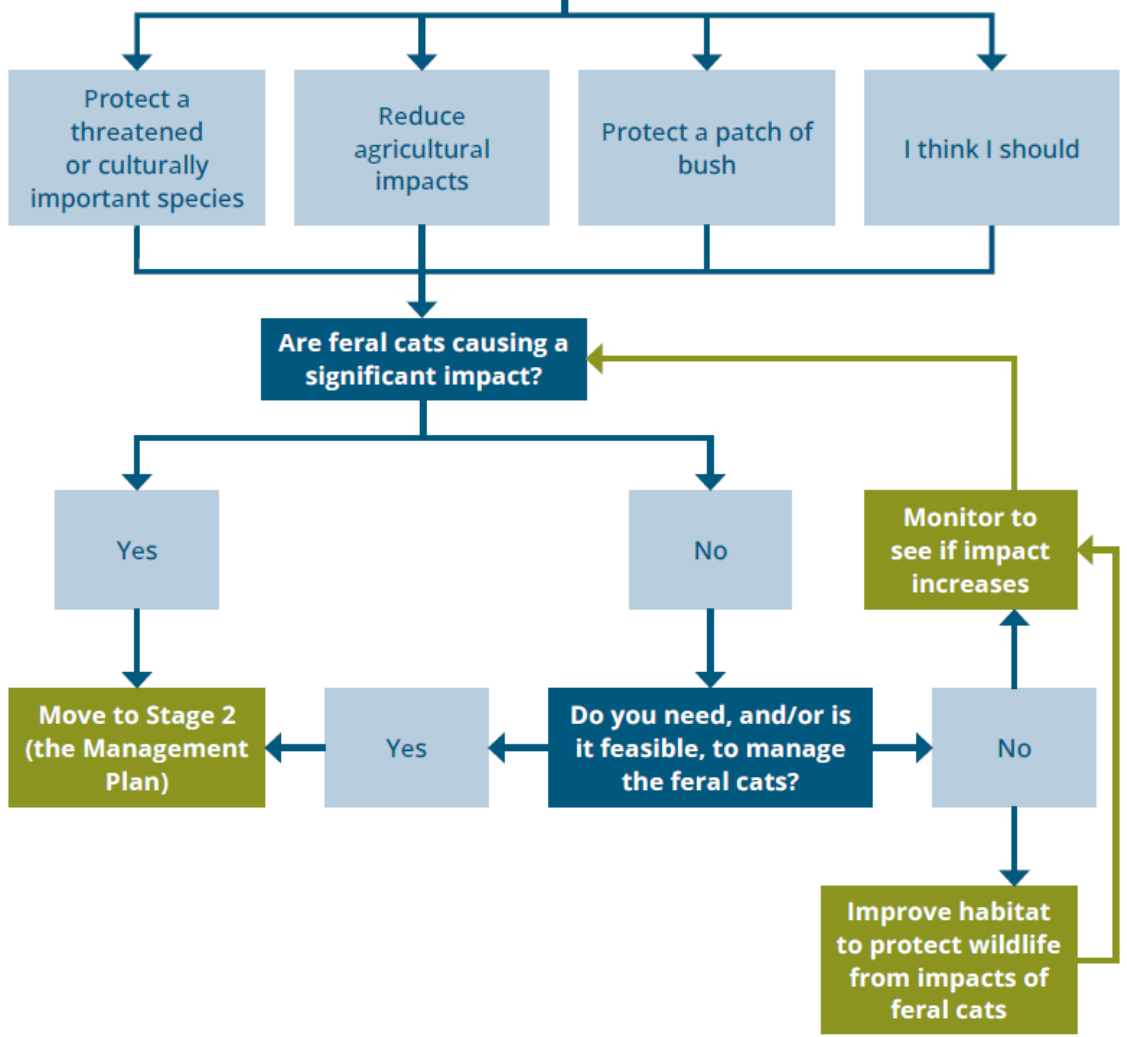 Protect a
threatened
or culturally
important species
Reduce
agricultural
impacts
Protect a patch of
bush
I think I should
Are feral cats causing a
significant impact?
Yes
No
Monitor to
see if impact
increases
Move to Stage 2
(the Management
Plan)
Yes
Do you need, and/or is
it feasible, to manage
the feral cats?
No
Improve habitat
to protect wildlife
from impacts of
feral cats